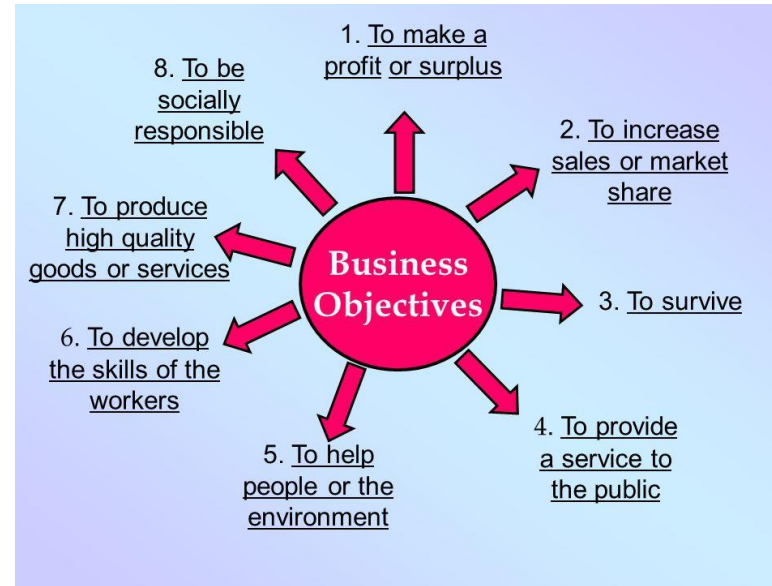 Business
Objectives
1. To make a
profit or surplus
2. To increase
sales or market
share
3. To survive
4. To provide
a service to
the public
5. To help
people or the
environment
6. To develop
the skills of the
workers
7. To produce
high quality
goods or services
8. To be
socially
responsible